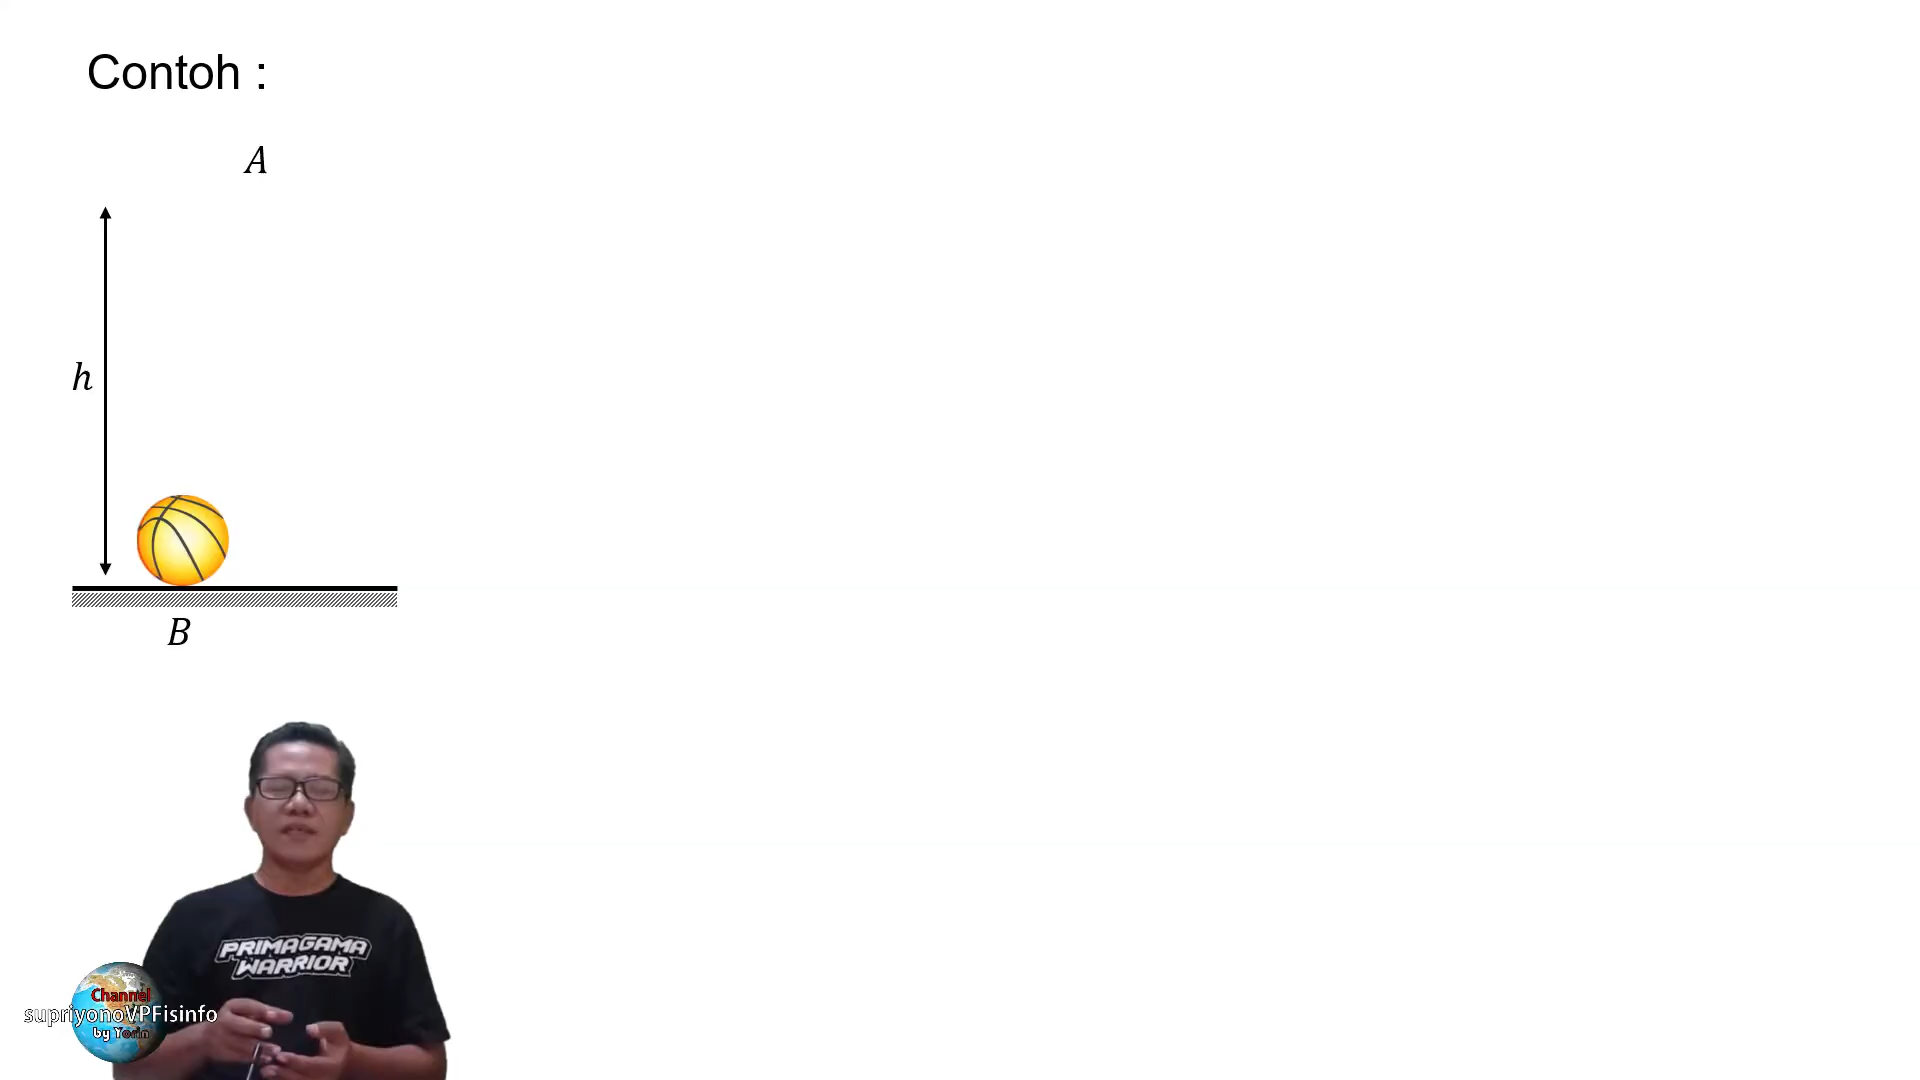 Contoh :
A
h
B
PRIMAGAMA
WARRIOR
Channel
supriyonoVPFisinfo
by Yorin